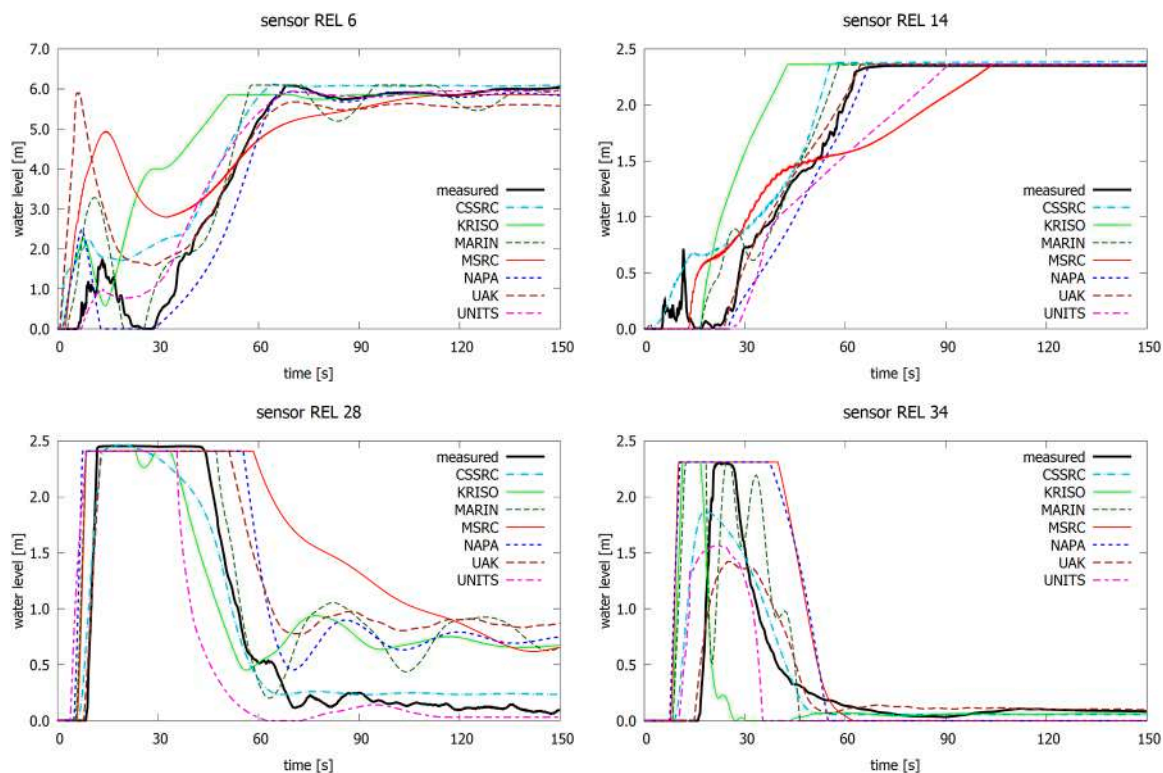 sensor REL 6
7.0
6.0
5.0
4.0
3.0
2.0
1.0
0.0
water level [m]
measured
CSSRC
KRISO
MARIN
MSRC
NAPA
UAK
UNITS
0 30 60 90 120 150
time [s]
sensor REL 14
2.5
2.0
1.5
1.0
0.5
0.0
water level [m]
measured
CSSRC
KRISO
MARIN
MSRC
NAPA
UAK
UNITS
0 30 60 90 120 150
time [s]
sensor REL 28
2.5
2.0
1.5
1.0
0.5
0.0
water level [m]
measured
CSSRC
KRISO
MARIN
MSRC
NAPA
UAK
UNITS
0 30 60 90 120 150
time [s]
sensor REL 34
2.5
2.0
1.5
1.0
0.5
0.0
water level [m]
measured
CSSRC
KRISO
MARIN
MSRC
NAPA
UAK
UNITS
0 30 60 90 120 150
time [s]